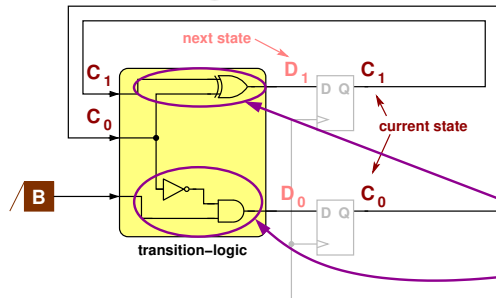 next state
D1
C1
C1
D Q
C0
current state
B
D0
C0
D Q
transition-logic